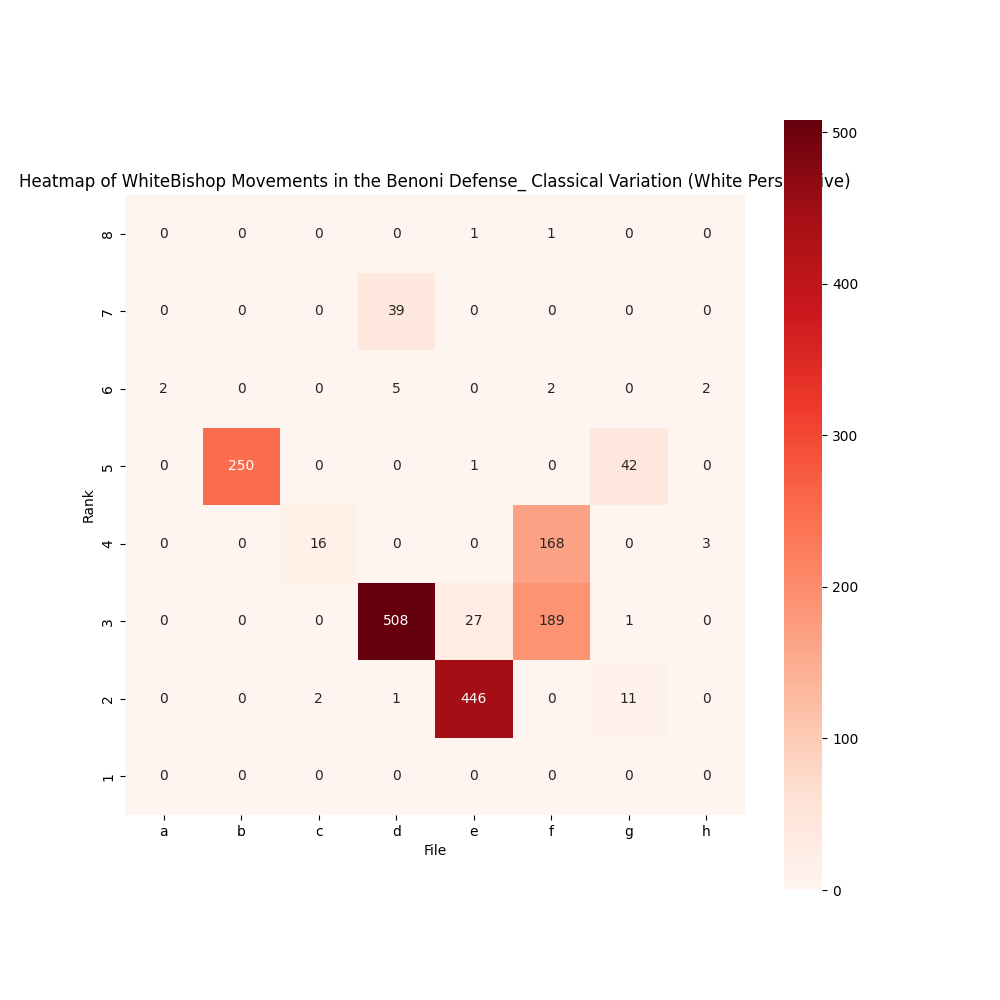 Heatmap of WhiteBishop Movements in the Benoni Defense_ Classical Variation (White Pers    ive)
8 0 0 0 0 1 1 0 0
7 0 0 0 39 0 0 0 0
6 2 0 0 5 0 2 0 2
5 0 250 0 0 1 0 42 0
Rank
4 0 0 16 0 0 168 0 3
3 0 0 0 508 27 189 1 0
2 0 0 2 1 446 0 11 0
1 0 0 0 0 0 0 0 0
a b c d e f g h
File
500
400
300
200
100
0